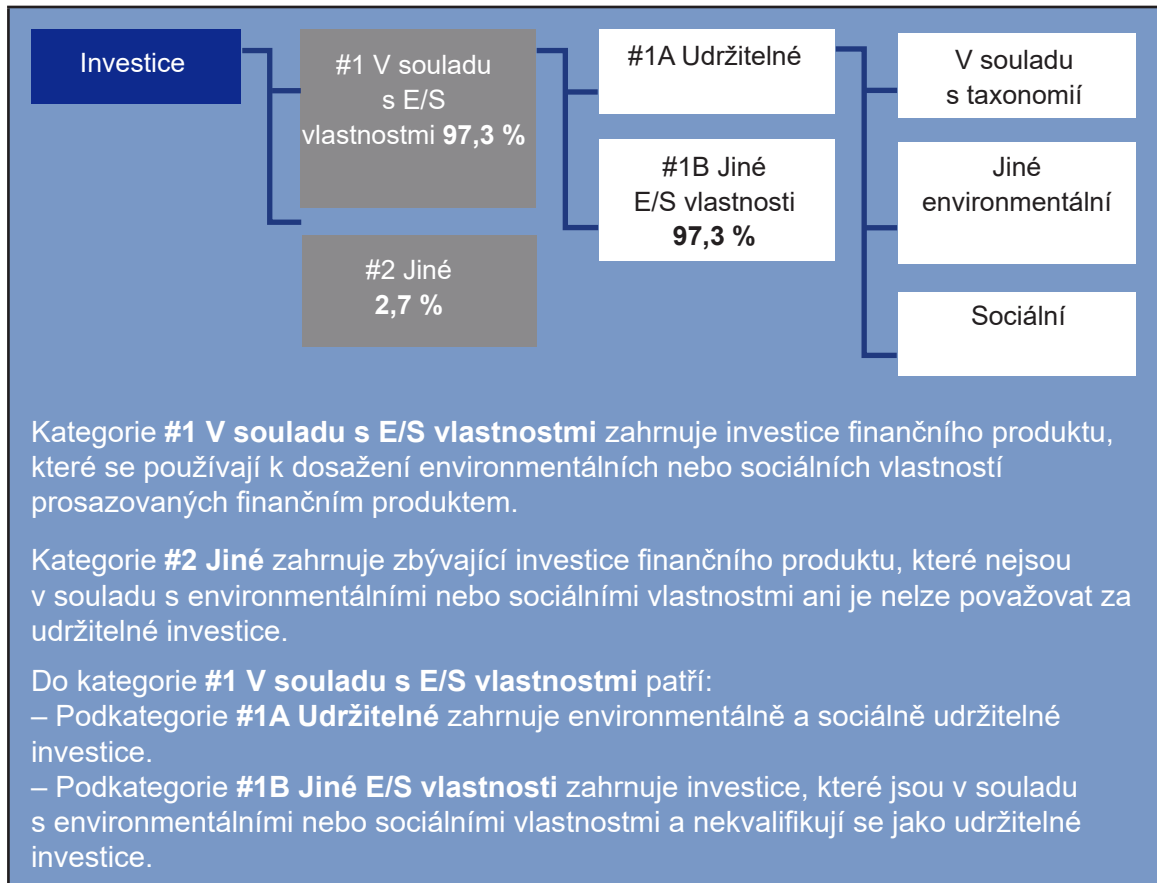 Investice
#1 V souladu
s E/S
vlastnostmi 97,3 %
#2 Jiné
2,7 %
#1A Udržitelné
#1B Jiné
E/S vlastnosti
97,3 %
V souladu
s taxonomií
Jiné
environmentální
Sociální
Kategorie #1 V souladu s E/S vlastnostmi zahrnuje investice finančního produktu,
které se používají k dosažení environmentálních nebo sociálních vlastností
prosazovaných finančním produktem.
Kategorie #2 Jiné zahrnuje zbývající investice finančního produktu, které nejsou
v souladu s environmentálními nebo sociálními vlastnostmi ani je nelze považovat za
udržitelné investice.
Do kategorie #1 V souladu s E/S vlastnostmi patří:
– Podkategorie #1A Udržitelné zahrnuje environmentálně a sociálně udržitelné
investice.
– Podkategorie #1B Jiné E/S vlastnosti zahrnuje investice, které jsou v souladu
s environmentálními nebo sociálními vlastnostmi a nekvalifikují se jako udržitelné
investice.